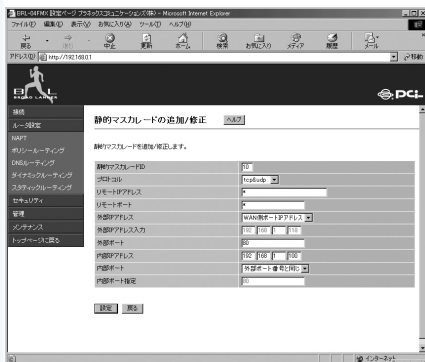 BRL-04FMX 設定ページ プラネックスコミュニケーションズ(株) - Microsoft Internet Explorer
ファイル(F) 編集(E) 表示(V) お気に入り(A) ツール(T) ヘルプ(H)
戻る 中止 更新 ホーム 検索 お気に入り メディア 履歴 メール
アドレス(D) http://192.168.0.1 移動
BRL
BROAD LANNER
PCi
接続
ルータ設定
NAPT
ポリシールーティング
DNSルーティング
ダイナミックルーティング
スタティックルーティング
セキュリティ
管理
メンテナンス
トップページに戻る
静的マスカレードの追加/修正 ヘルプ
静的マスカレードを追加/修正します。
静的マスカレードID 10
プロトコル tcp&udp
リモートIPアドレス *
リモートポート *
外部IPアドレス WAN側ポートIPアドレス
外部IPアドレス入力 192 168 1 110
外部ポート 80
内部IPアドレス 192 168 1 100
内部ポート 外部ポート番号と同じ
内部ポート指定 80
設定 戻る
インターネット